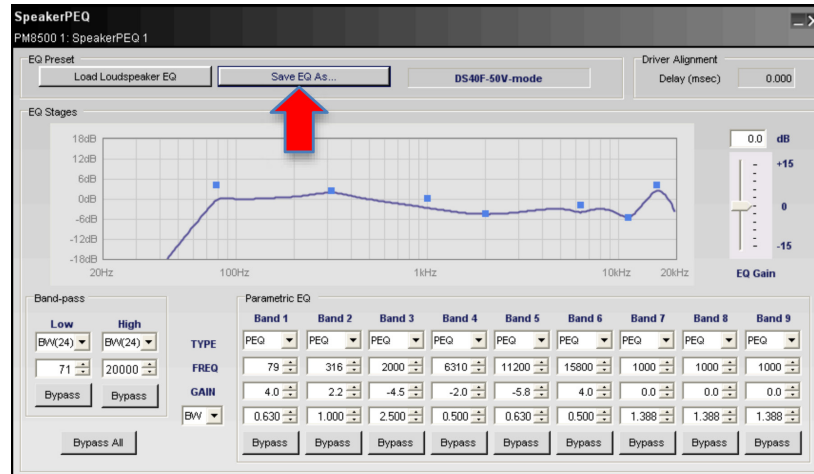 SpeakerPEQ
PM8500 1: SpeakerPEQ 1
EQ Preset
Load Loudspeaker EQ
Save EQ As...
DS40F-50V-mode
Driver Alignment
Delay (msec)
0.000
EQ Stages
18dB
12dB
6dB
0dB
-6dB
-12dB
-18dB
20Hz
100Hz
1kHz
10kHz
20kHz
0.0 dB
+15
0
-15
EQ Gain
Band-pass
Low High
BW(24) BW(24)
71 20000
Bypass Bypass
Bypass All
Parametric EQ
Band 1 Band 2 Band 3 Band 4 Band 5 Band 6 Band 7 Band 8 Band 9
TYPE PEQ PEQ PEQ PEQ PEQ PEQ PEQ PEQ PEQ
FREQ 79 316 2000 6310 11200 15800 1000 1000 1000
GAIN 4.0 2.2 -4.5 -2.0 -5.8 4.0 0.0 0.0 0.0
BW 0.630 1.000 2.500 0.500 0.630 0.500 1.388 1.388 1.388
Bypass Bypass Bypass Bypass Bypass Bypass Bypass Bypass Bypass